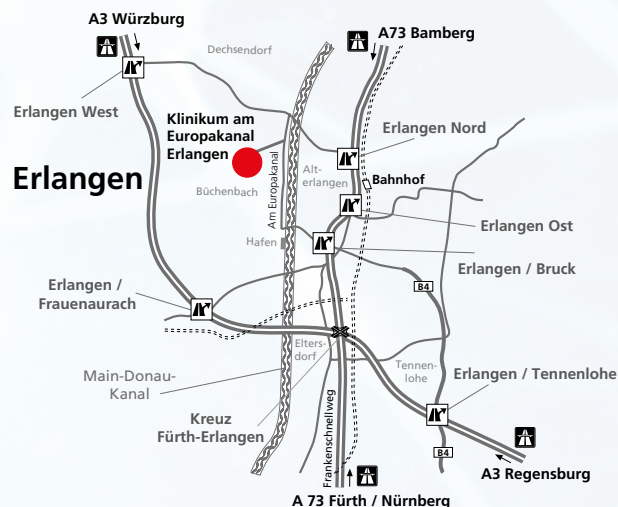 A3 Würzburg
A73 Bamberg
Dechsendorf
Erlangen West
Klinikum am
Europakanal
Erlangen
Erlangen Nord
Erlangen
Büchenbach
Am Europakanal
Alt-
erlangen
Bahnhof
Erlangen Ost
Hafen
Erlangen / Bruck
Erlangen /
Frauenaurach
B4
Elters-
dorf
Tennen-
lohe
Main-Donau-
Kanal
Erlangen / Tennenlohe
Kreuz
Fürth-Erlangen
Frankenschnellweg
B4
A3 Regensburg
A 73 Fürth / Nürnberg